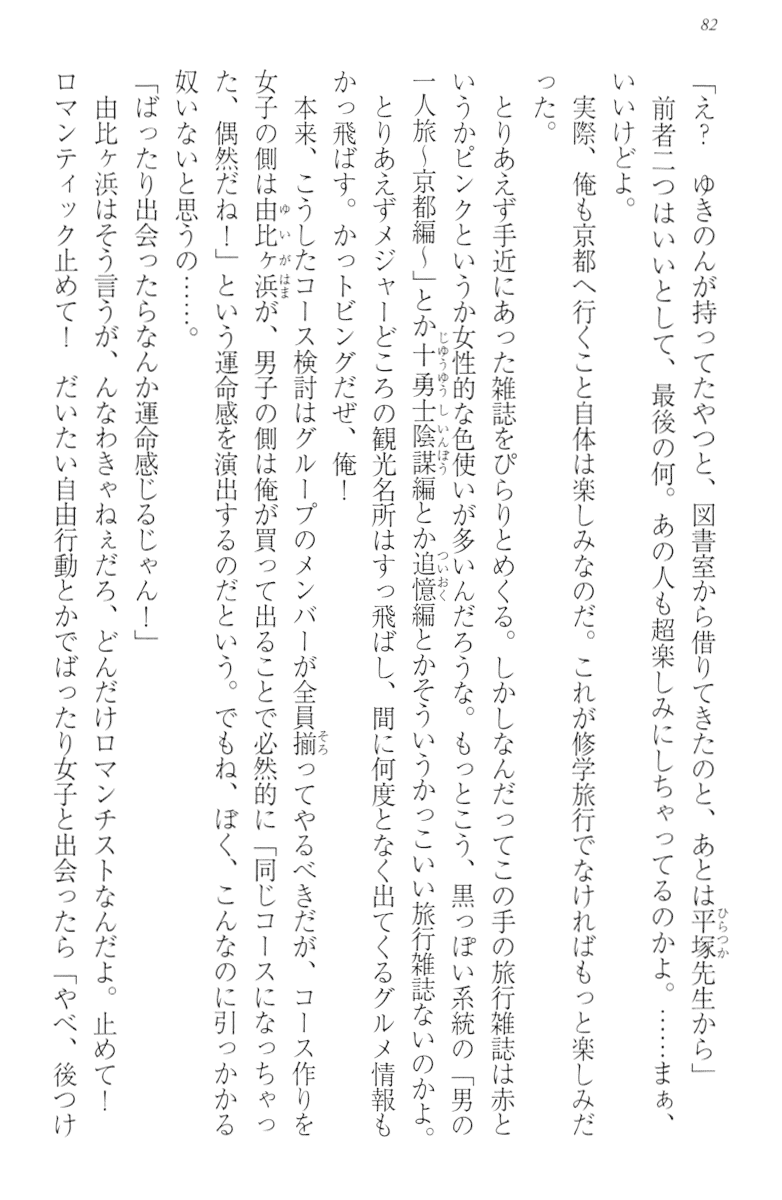 82
「え？　ゆきのんが持ってたやつと、図書室から借りてきたのと、あとは平塚先生から」
前者二つはいいとして、最後の何。あの人も超楽しみにしちゃってるのかよ。……まぁ、
いいけどよ。
実際、俺も京都へ行くこと自体は楽しみなのだ。これが修学旅行でなければもっと楽しみだ
った。
とりあえず手近にあった雑誌をぴらりとめくる。しかしなんだってこの手の旅行雑誌は赤と
いうかピンクというか女性的な色使いが多いんだろうな。もっとこう、黒っぽい系統の「男の
一人旅～京都編～」とか十勇士陰謀編とか追憶編とかそういうかっこいい旅行雑誌ないのかよ。
とりあえずメジャーどころの観光名所はすっ飛ばし、間に何度となく出てくるグルメ情報も
かっ飛ばす。かっトビングだぜ、俺！
本来、こうしたコース検討はグループのメンバーが全員揃ってやるべきだが、コース作りを
女子の側は由比ヶ浜が、男子の側は俺が買って出ることで必然的に「同じコースになっちゃっ
た、偶然だね！」という運命感を演出するのだという。でもね、ぼく、こんなのに引っかかる
奴いないと思うの……。
「ばったり出会ったらなんか運命感じるじゃん！」
由比ヶ浜はそう言うが、んなわきゃねぇだろ、どんだけロマンチストなんだよ。止めて！
ロマンティック止めて！　だいたい自由行動とかでばったり女子と出会ったら「やべ、後つけ